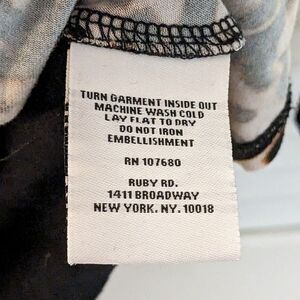 TURN GARMENT INSIDE OUT
MACHINE WASH COLD
LAY FLAT TO DRY
DO NOT IRON
EMBELLISHMENT
RN 107680
RUBY RD.
1411 BROADWAY
NEW YORK. NY. 10018